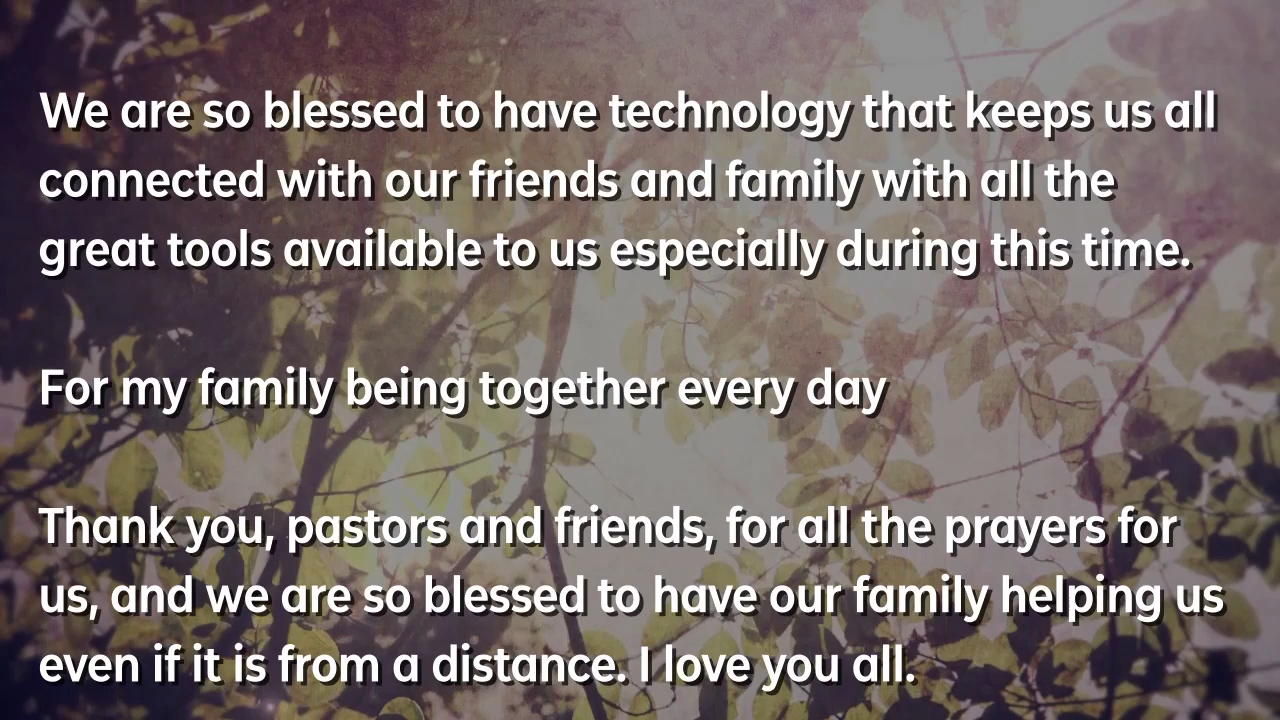 We are so blessed to have technology that keeps us all
connected with our friends and family with all the
great tools available to us especially during this time.
For my family being together every day
Thank you, pastors and friends, for all the prayers for
us, and we are so blessed to have our family helping us
even if it is from a distance. I love you all.